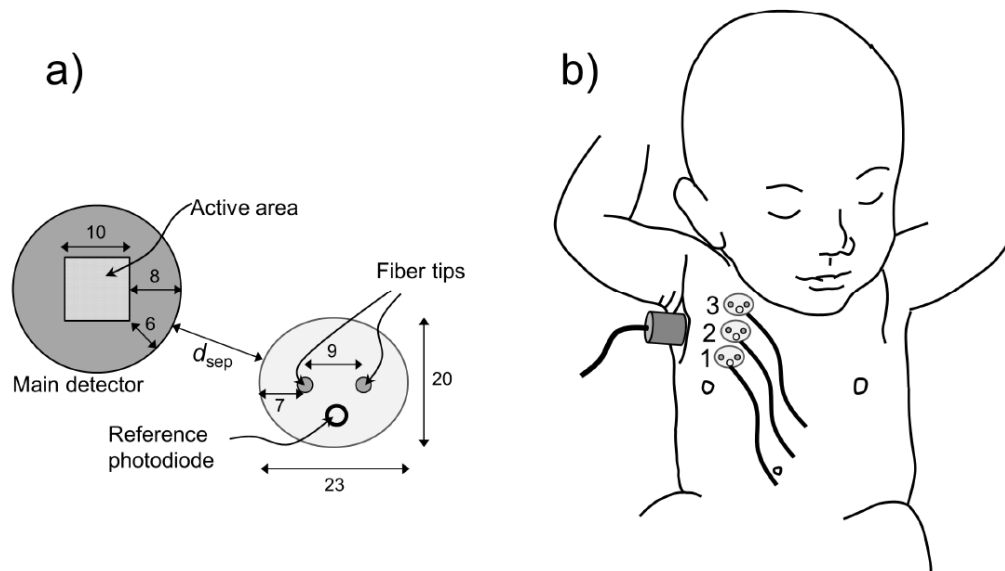 a)
Active area
10
8
6
Main detector
d_sep
Fiber tips
9
7
20
Reference
photodiode
23
b)
3
2
1